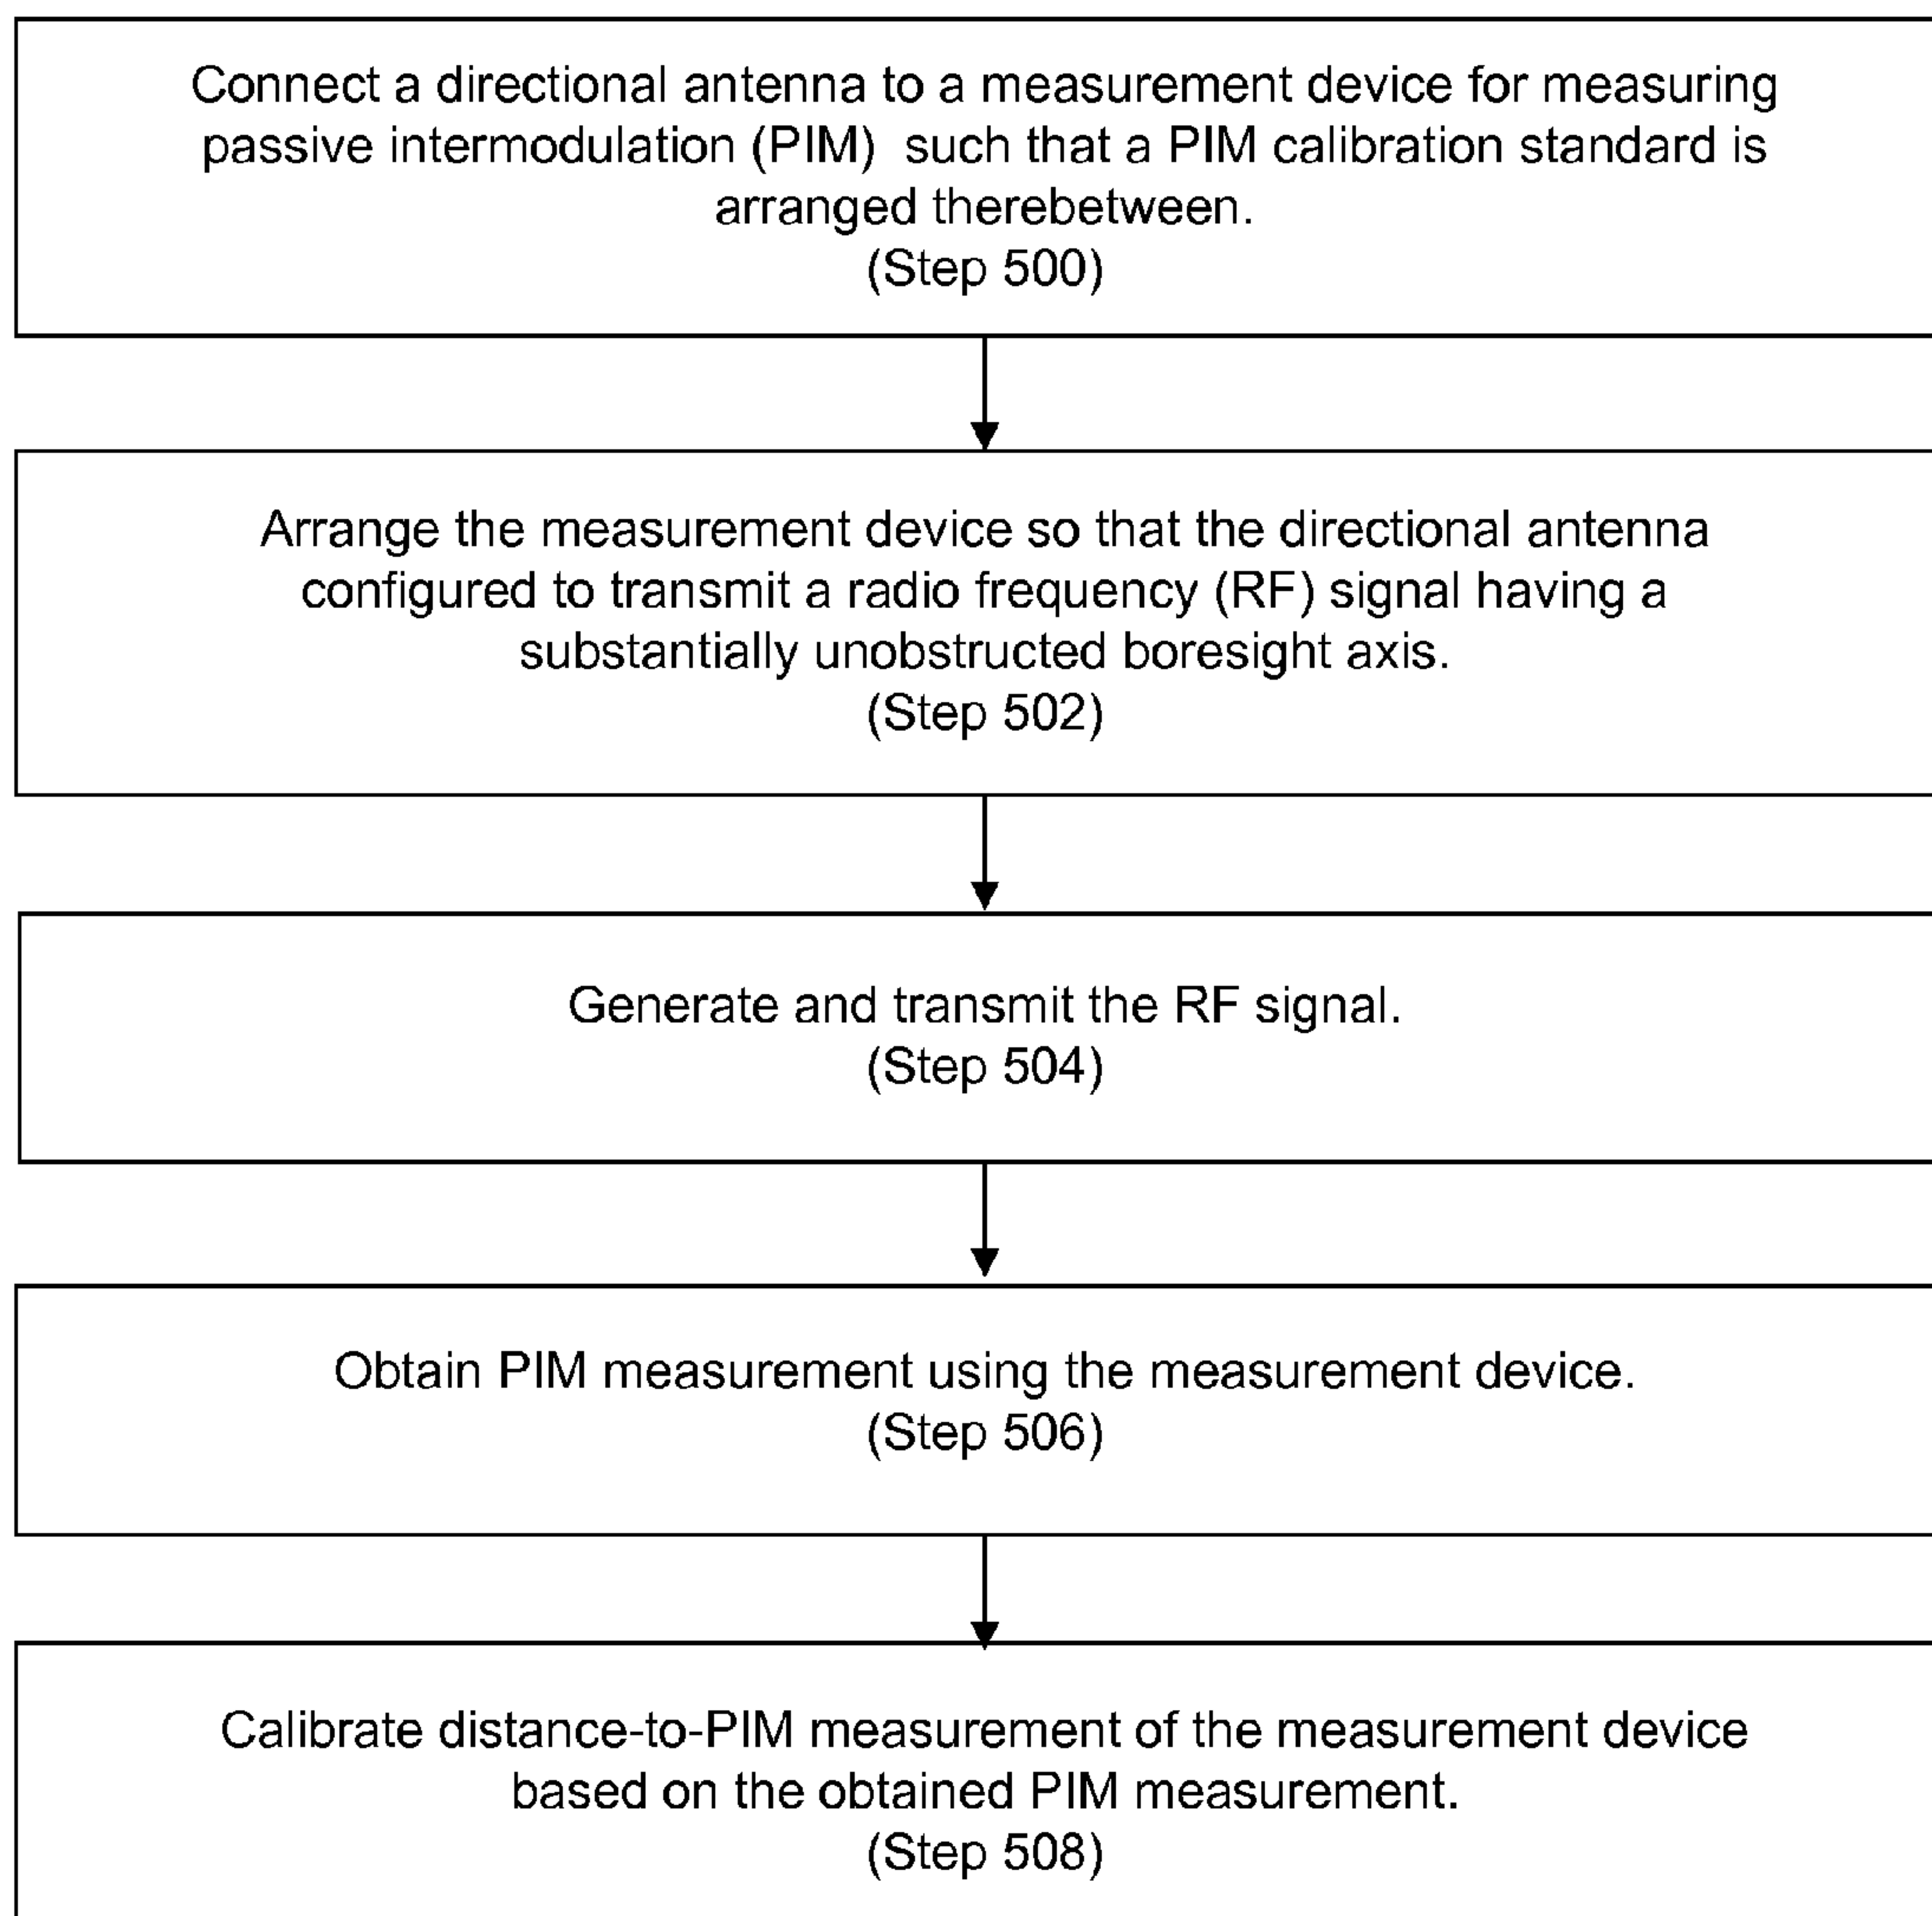 Connect a directional antenna to a measurement device for measuring
passive intermodulation (PIM)  such that a PIM calibration standard is
arranged therebetween.
(Step 500)
Arrange the measurement device so that the directional antenna
configured to transmit a radio frequency (RF) signal having a
substantially unobstructed boresight axis.
(Step 502)
Generate and transmit the RF signal.
(Step 504)
Obtain PIM measurement using the measurement device.
(Step 506)
Calibrate distance-to-PIM measurement of the measurement device
based on the obtained PIM measurement.
(Step 508)